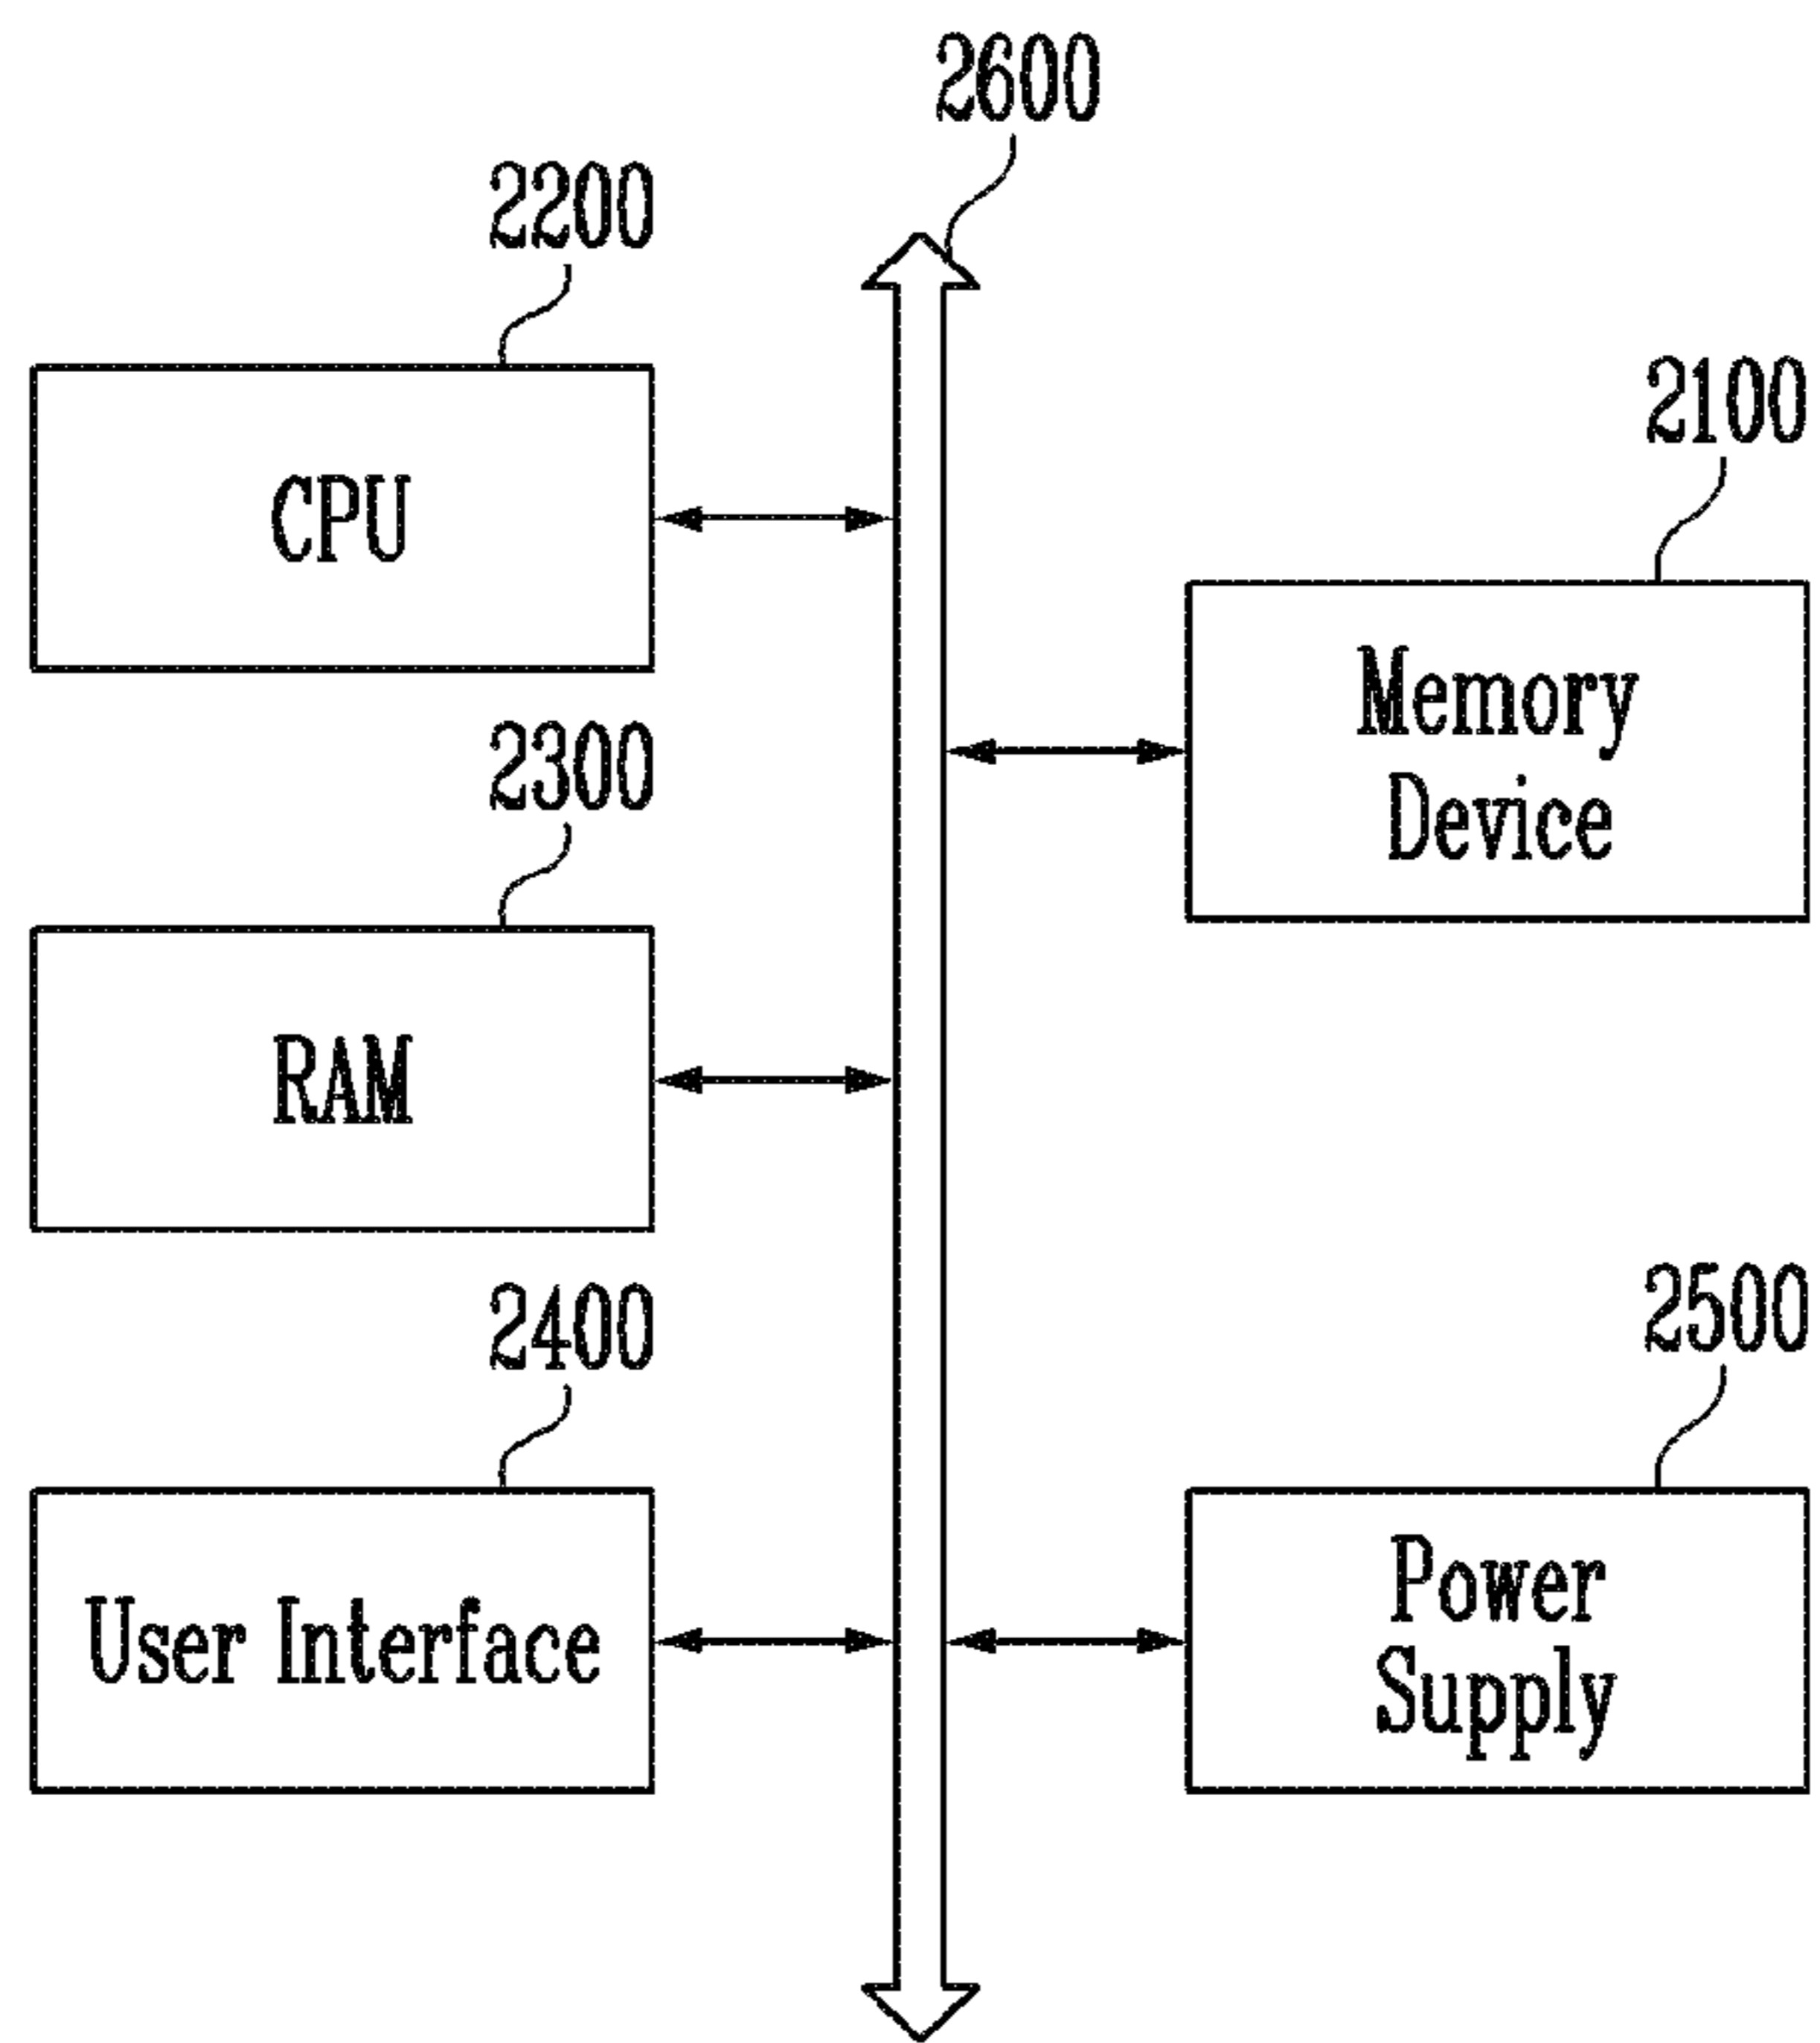 2600
2200
CPU
2100
Memory
Device
2300
RAM
2400
User Interface
2500
Power
Supply